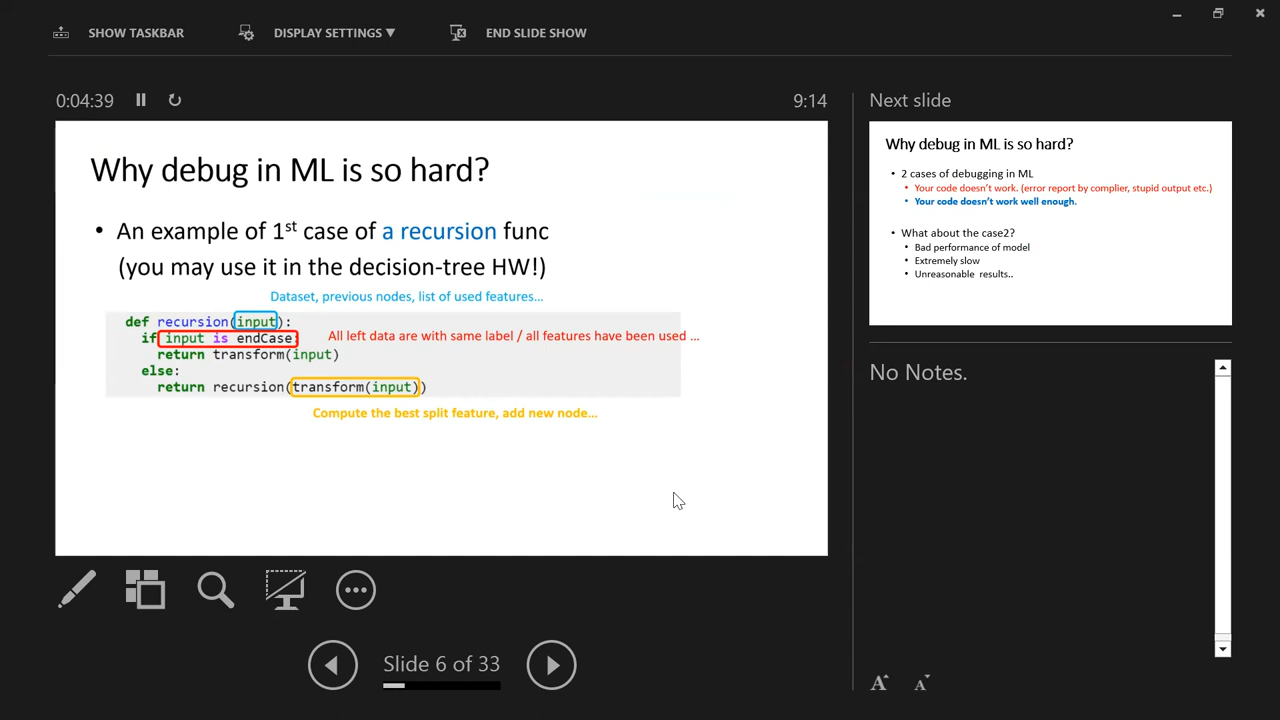 SHOW TASKBAR
DISPLAY SETTINGS ▼
END SLIDE SHOW
0:04:39
9:14
Why debug in ML is so hard?
• An example of 1st case of a recursion func
(you may use it in the decision-tree HW!)
Dataset, previous nodes, list of used features...
def recursion(input):
if input is endCase:
All left data are with same label / all features have been used ...
return transform(input)
else:
return recursion(transform(input))
Compute the best split feature, add new node...
Slide 6 of 33
Next slide
Why debug in ML is so hard?
• 2 cases of debugging in ML
• Your code doesn't work. (error report by complier, stupid output etc.)
• Your code doesn't work well enough.
• What about the case2?
• Bad performance of model
• Extremely slow
• Unreasonable results..
No Notes.
A A